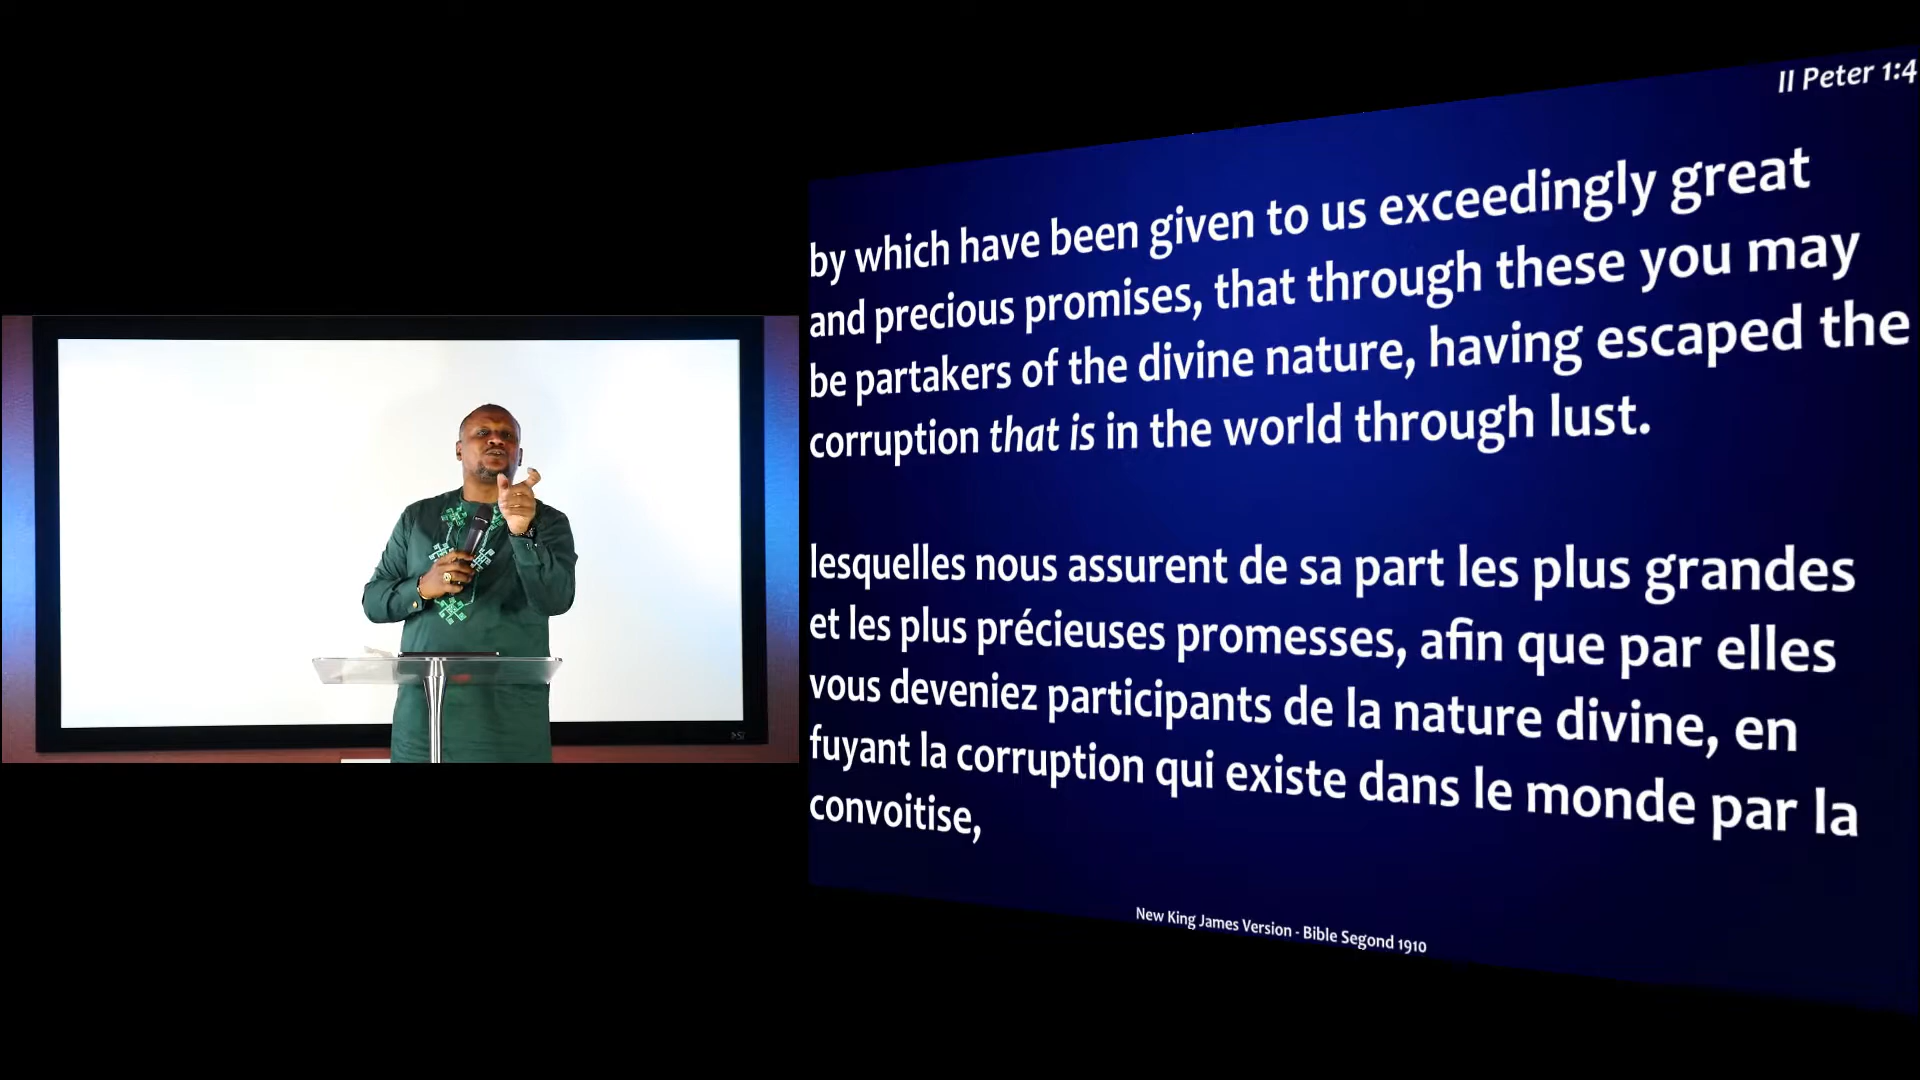 II Peter 1:4
by which have been given to us exceedingly great
and precious promises, that through these you may
be partakers of the divine nature, having escaped the
corruption that is in the world through lust.
lesquelles nous assurent de sa part les plus grandes
et les plus précieuses promesses, afin que par elles
vous deveniez participants de la nature divine, en
fuyant la corruption qui existe dans le monde par la
convoitise,
New King James Version - Bible Segond 1910